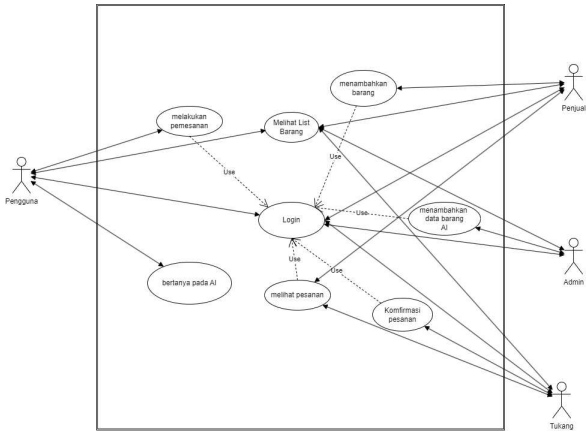 menambahkan
barang
Penjual
melakukan
pemesanan
Melihat List
Barang
Use
Use
Pengguna
Login
Use
menambahkan
data barang
AI
Use
Use
bertanya pada AI
melihat pesanan
Admin
Komfirmasi
pesanan
Tukang